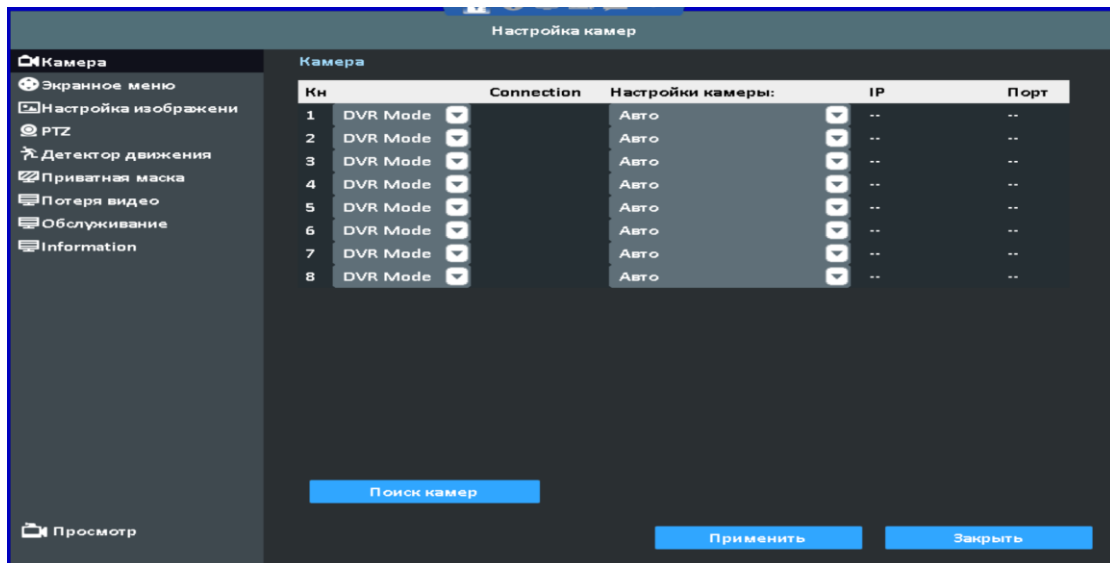 Настройка камер
Камера
Экранное меню
Настройка изображени
PTZ
Детектор движения
Приватная маска
Потеря видео
Обслуживание
Information
Просмотр
Камера
Кн Connection Настройки камеры: IP Порт
1 DVR Mode Авто -- --
2 DVR Mode Авто -- --
3 DVR Mode Авто -- --
4 DVR Mode Авто -- --
5 DVR Mode Авто -- --
6 DVR Mode Авто -- --
7 DVR Mode Авто -- --
8 DVR Mode Авто -- --
Поиск камер
Применить Закрыть